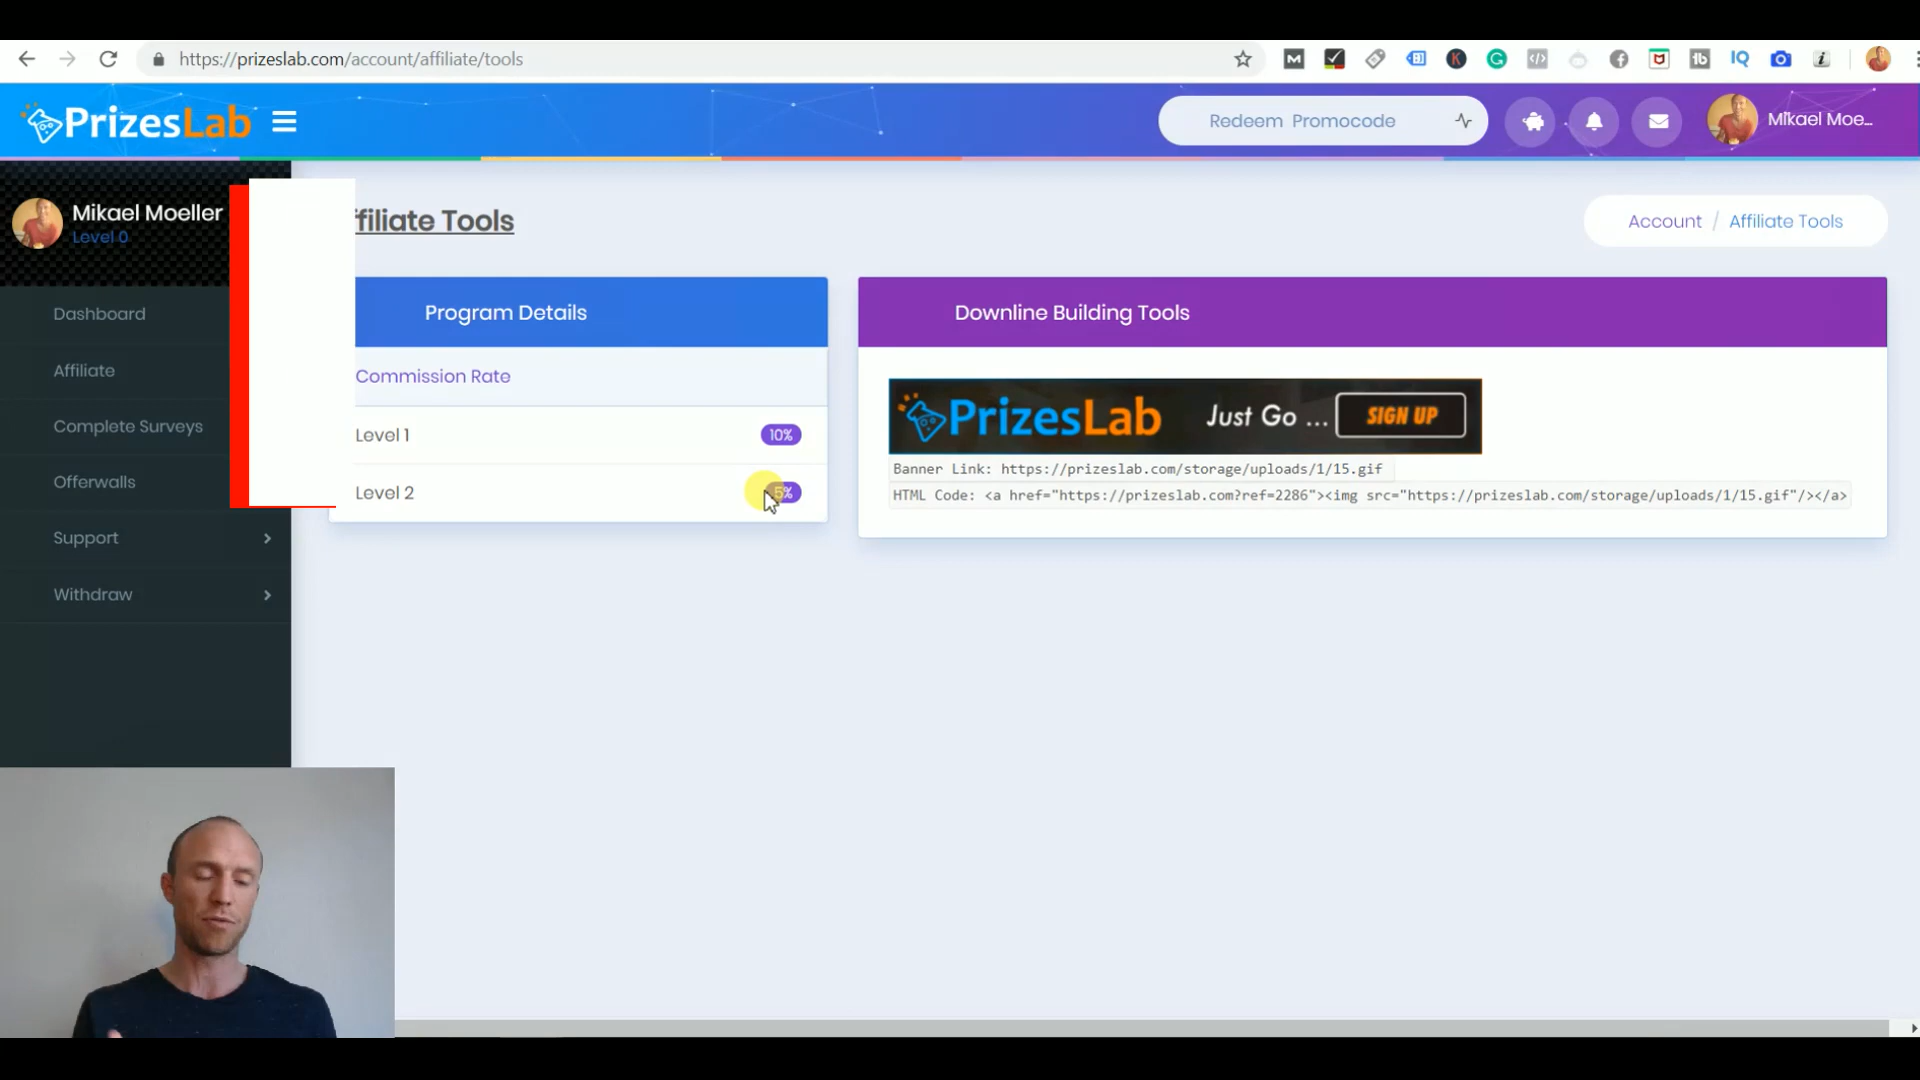 https://prizeslab.com/account/affiliate/tools
PrizesLab
Redeem Promocode
Mikael Moe...
Mikael Moeller
Level 0
ffiliate Tools
Account / Affiliate Tools
Dashboard
Affiliate
Complete Surveys
Offerwalls
Support
Withdraw
Program Details
Commission Rate
Level 1 10%
Level 2 5%
Downline Building Tools
PrizesLab Just Go ... SIGN UP
Banner Link: https://prizeslab.com/storage/uploads/1/15.gif
HTML Code: <a href="https://prizeslab.com?ref=2286"><img src="https://prizeslab.com/storage/uploads/1/15.gif"/></a>